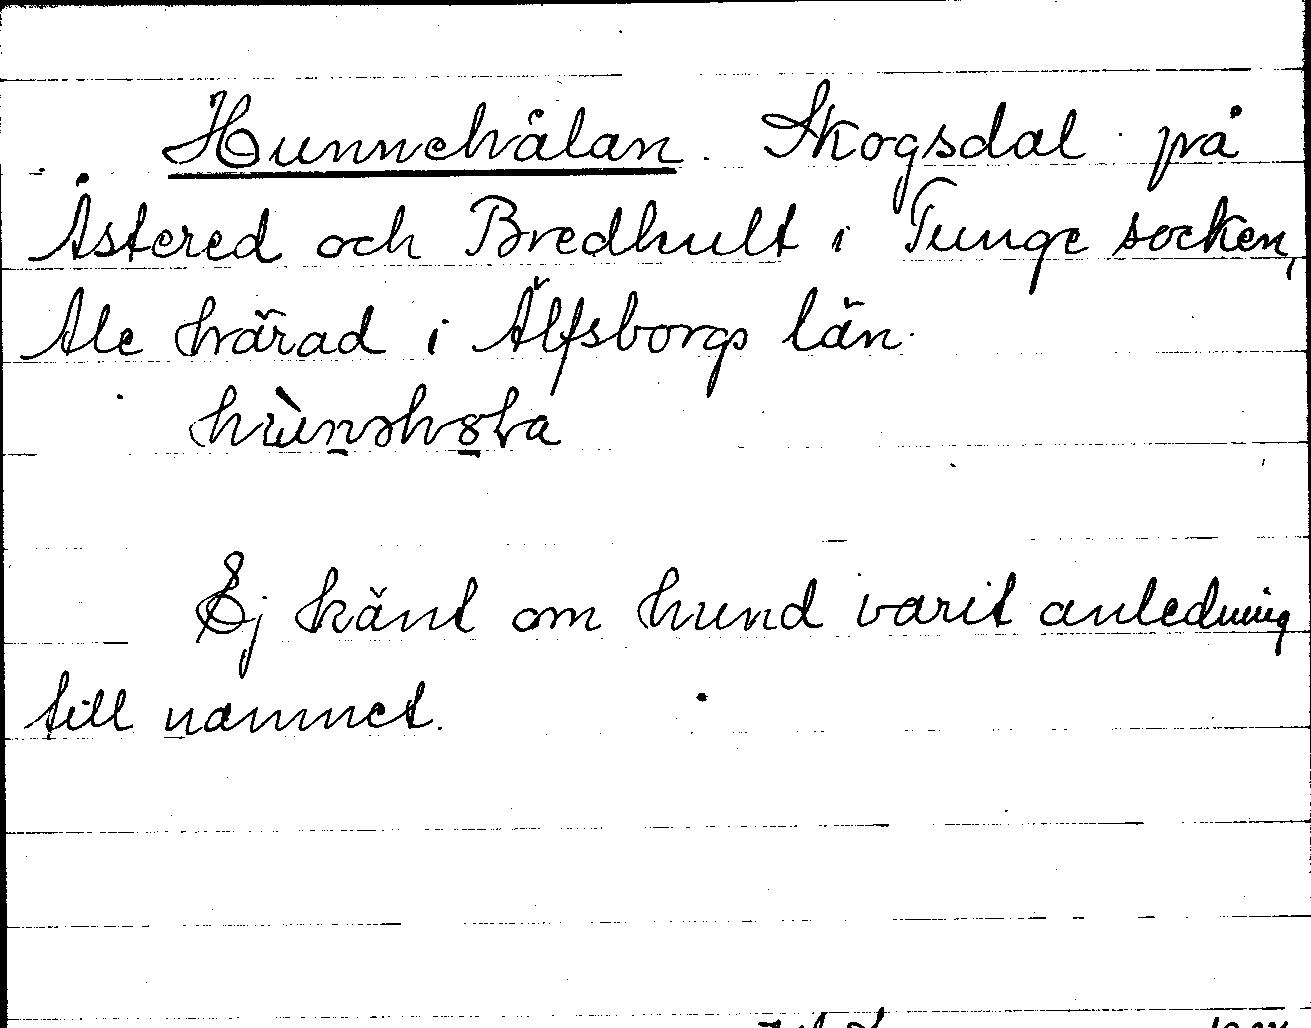 Hunnehålan. Skogsdal på
Åstered och Bredhult i Tunge socken,
Ale härad i Älfsborgs län.
Ej känt om hund varit anledning
till namnet.